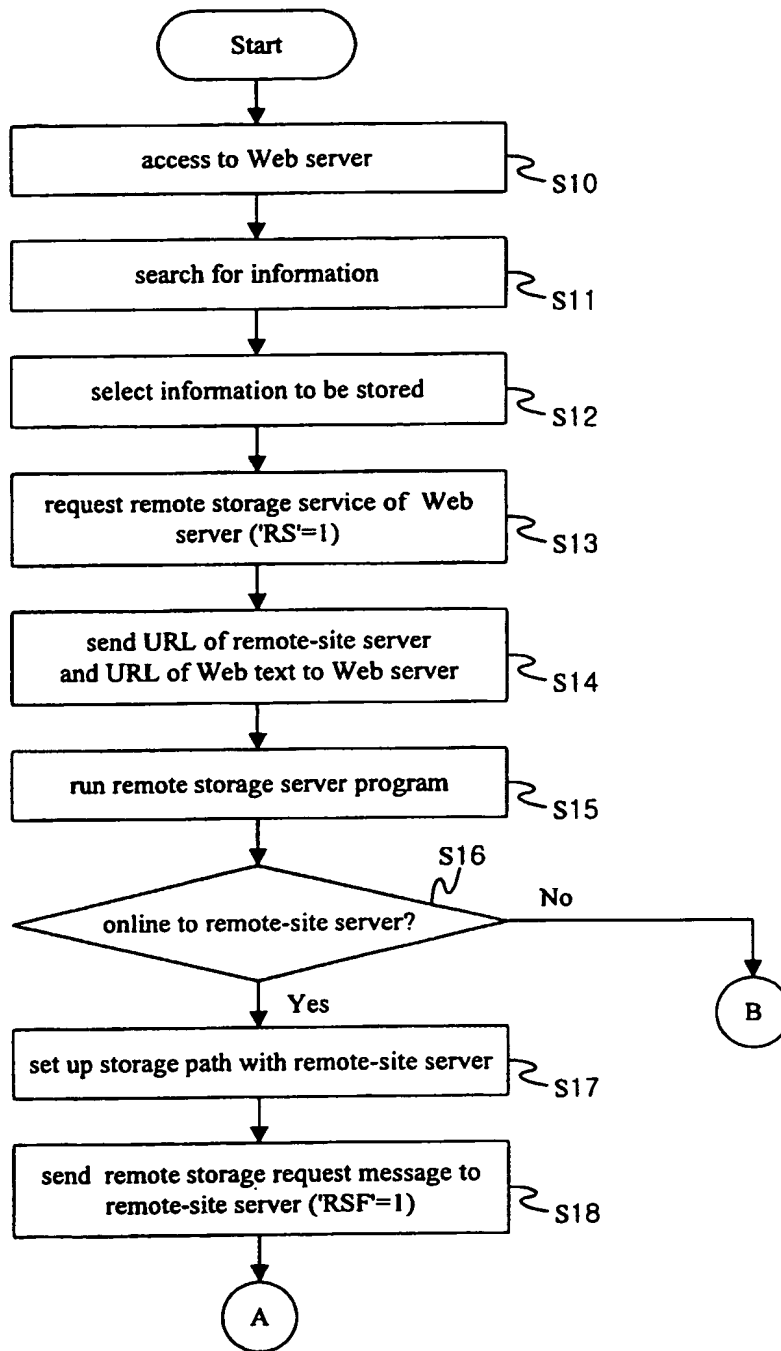 Start
access to Web server
S10
search for information
S11
select information to be stored
S12
request remote storage service of Web
server ('RS'=1)
S13
send URL of remote-site server
and URL of Web text to Web server
S14
run remote storage server program
S15
S16
online to remote-site server?
No
Yes
B
set up storage path with remote-site server
S17
send remote storage request message to
remote-site server ('RSF'=1)
S18
A